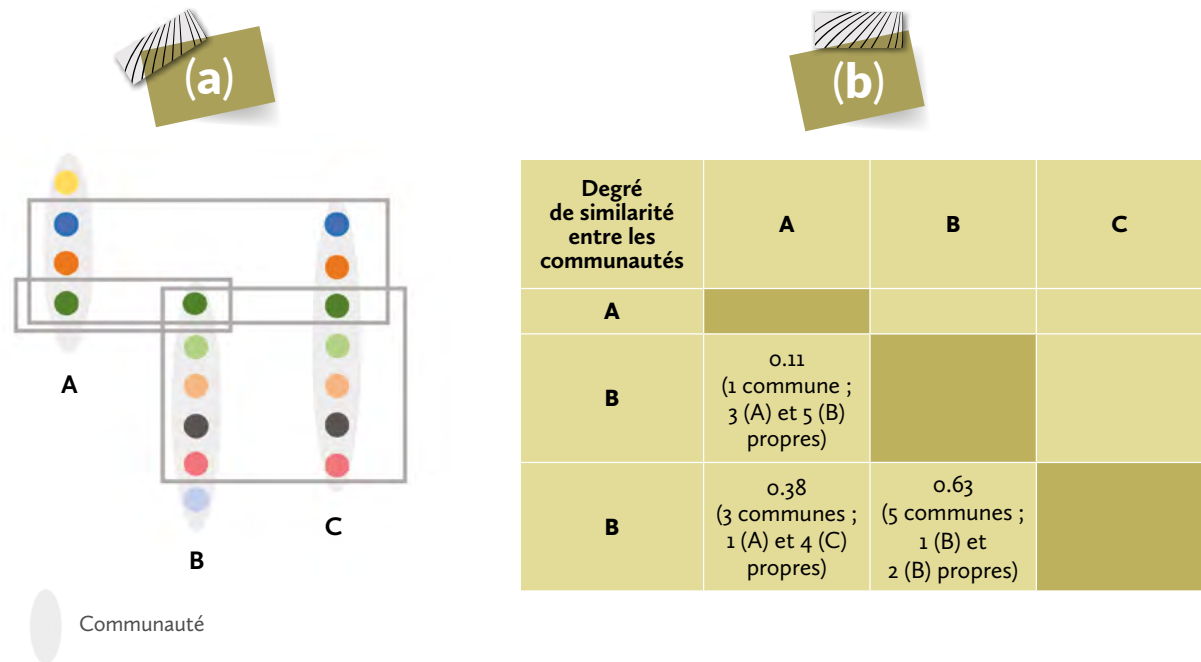 (a)
(b)
A
B
C
Communauté
Degré
de similarité
entre les
communautés
A
B
C
A
B
0.11
(1 commune ;
3 (A) et 5 (B)
propres)
B
0.38
(3 communes ;
1 (A) et 4 (C)
propres)
0.63
(5 communes ;
1 (B) et
2 (B) propres)